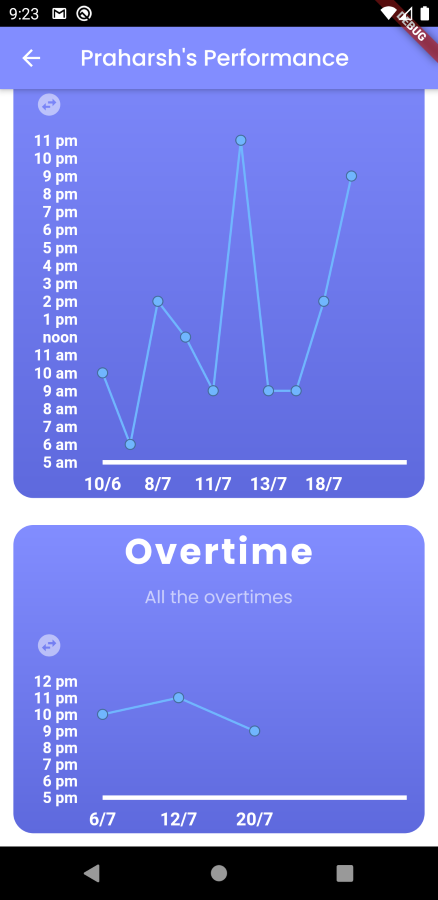 9:23
DEBUG
Praharsh's Performance
11 pm
10 pm
9 pm
8 pm
7 pm
6 pm
5 pm
4 pm
3 pm
2 pm
1 pm
noon
11 am
10 am
9 am
8 am
7 am
6 am
5 am
10/6 8/7 11/7 13/7 18/7
Overtime
All the overtimes
12 pm
11 pm
10 pm
9 pm
8 pm
7 pm
6 pm
5 pm
6/7 12/7 20/7